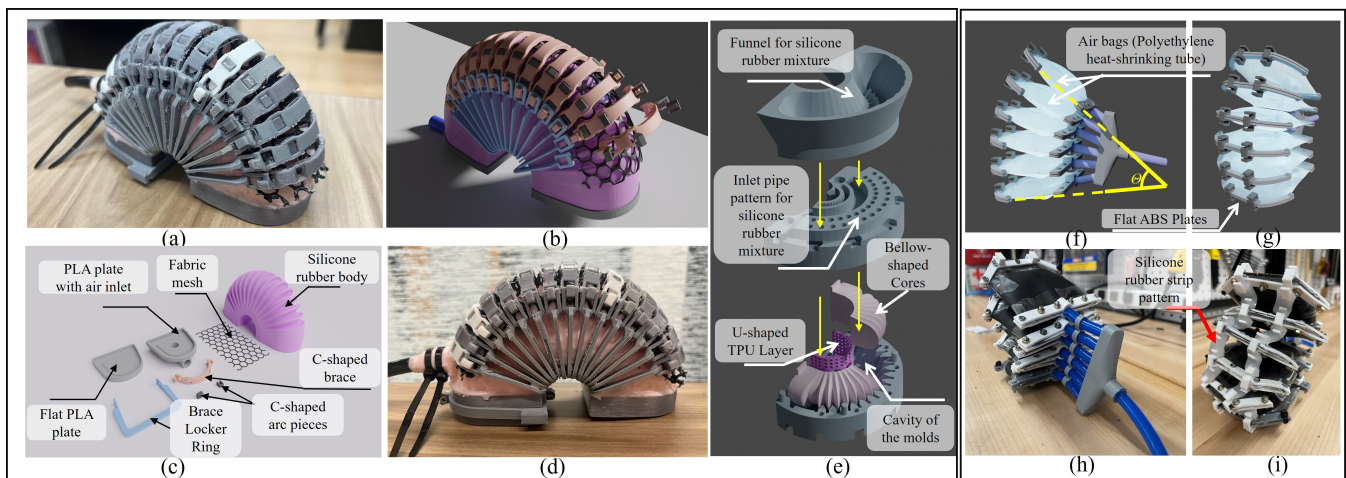 (a)
(b)
PLA plate
with air inlet
Fabric
mesh
Silicone
rubber body
C-shaped
brace
Flat PLA
plate
Brace
Locker
Ring
C-shaped
arc pieces
(c)
(d)
Funnel for silicone
rubber mixture
Inlet pipe
pattern for
silicone
rubber
mixture
Bellow-
shaped
Cores
U-shaped
TPU Layer
Cavity of
the molds
(e)
Air bags (Polyethylene
heat-shrinking tube)
Θ
Flat ABS Plates
(f)
(g)
Silicone
rubber strip
pattern
(h)
(i)